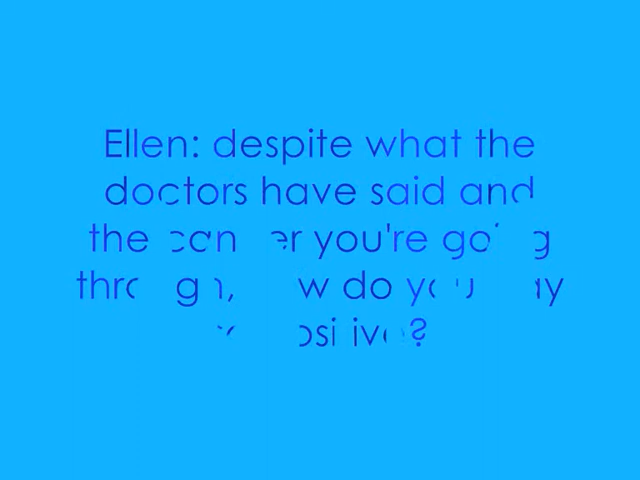 Ellen: despite what the
doctors have said and
the cancer you're going
through, how do you stay
so positive?